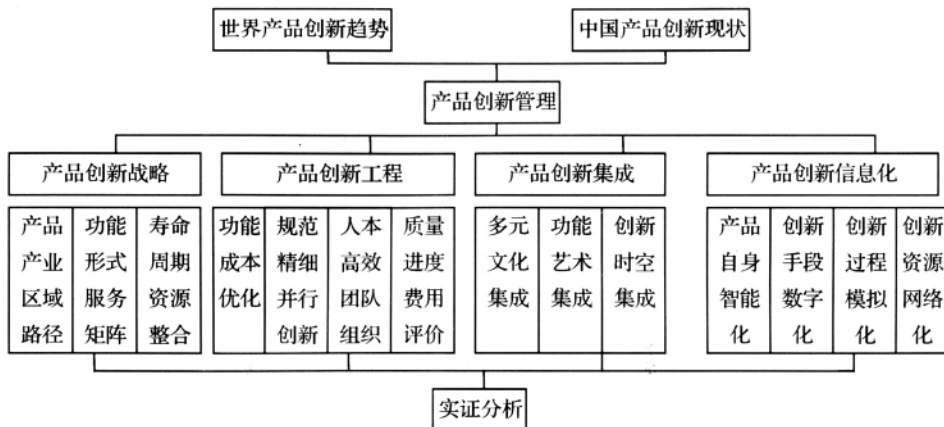 世界产品创新趋势
中国产品创新现状
产品创新管理
产品创新战略
产品创新工程
产品创新集成
产品创新信息化
产品
产业
区域
路径
功能
形式
服务
矩阵
寿命
周期
资源
整合
功能
成本
优化
规范
精细
并行
创新
人本
高效
团队
组织
质量
进度
费用
评价
多元
文化
集成
功能
艺术
集成
创新
时空
集成
产品
自身
智能
化
创新
手段
数字
化
创新
过程
模拟
化
创新
资源
网络
化
实证分析